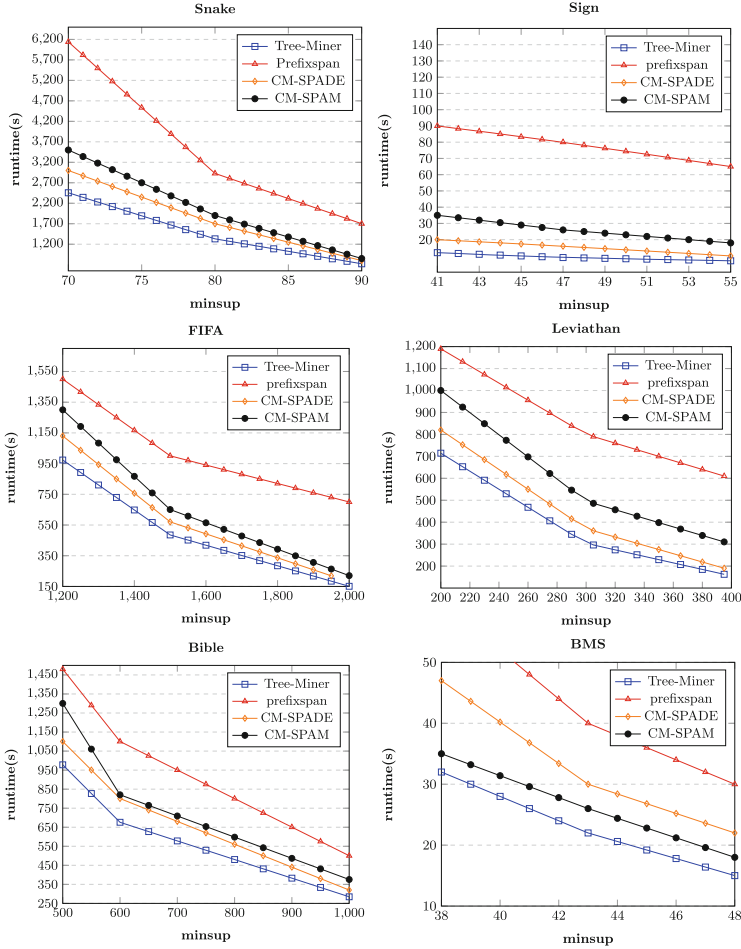 Snake
6,200
5,700
5,200
4,700
4,200
3,700
3,200
2,700
2,200
1,700
1,200
runtime(s)
70 75 80 85 90
minsup
Tree-Miner
Prefixspan
CM-SPADE
CM-SPAM
Sign
140
130
120
110
100
90
80
70
60
50
40
30
20
runtime(s)
41 43 45 47 49 51 53 55
minsup
Tree-Miner
prefixspan
CM-SPADE
CM-SPAM
FIFA
1,550
1,350
1,150
950
750
550
350
150
runtime(s)
1,200 1,400 1,600 1,800 2,000
minsup
Tree-Miner
prefixspan
CM-SPADE
CM-SPAM
Leviathan
1,200
1,100
1,000
900
800
700
600
500
400
300
200
runtime(s)
200 220 240 260 280 300 320 340 360 380 400
minsup
Tree-Miner
prefixspan
CM-SPADE
CM-SPAM
Bible
1,450
1,350
1,250
1,150
1,050
950
850
750
650
550
450
350
250
runtime(s)
500 600 700 800 900 1,000
minsup
Tree-Miner
prefixspan
CM-SPADE
CM-SPAM
BMS
50
40
30
20
10
runtime(s)
38 40 42 44 46 48
minsup
Tree-Miner
prefixspan
CM-SPADE
CM-SPAM